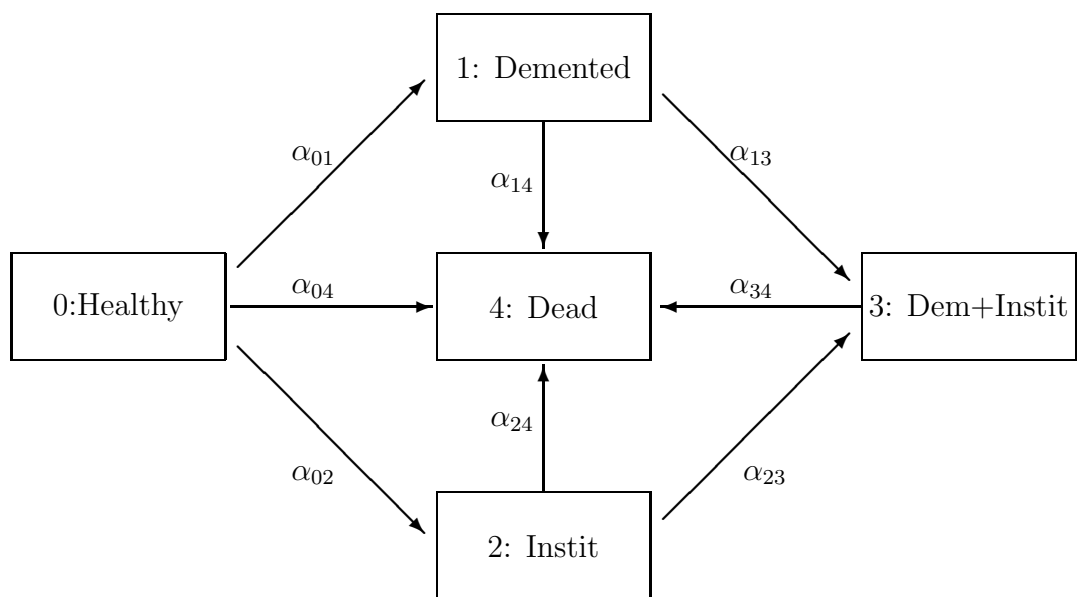 1: Demented
α01
α13
α14
0:Healthy
α04
4: Dead
α34
3: Dem+Instit
α24
α02
α23
2: Instit